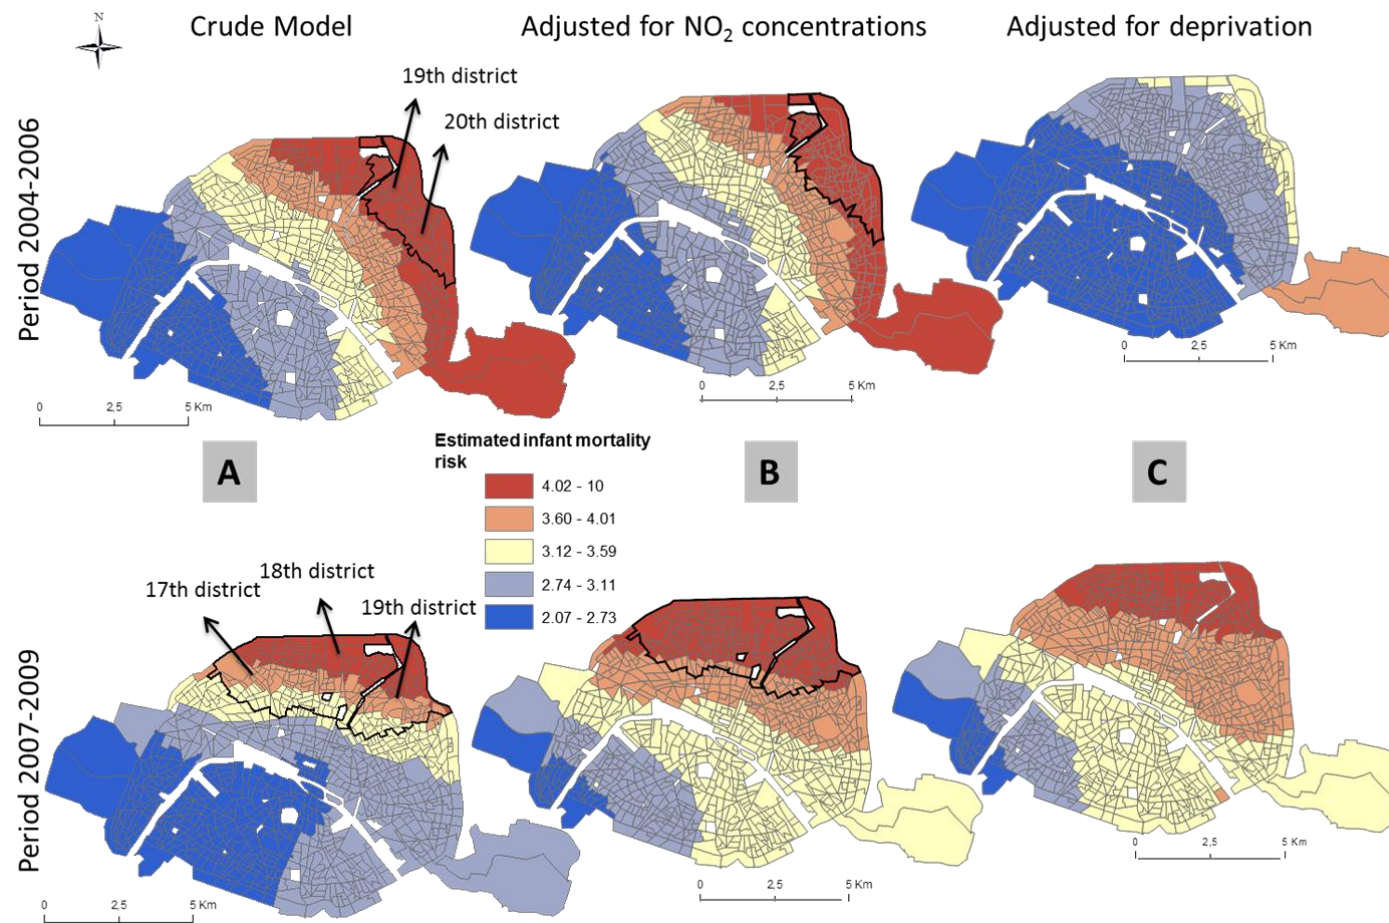 N
Crude Model
Adjusted for NO₂ concentrations
Adjusted for deprivation
Period 2004-2006
19th district
20th district
0 2,5 5 Km
0 2,5 5 Km
0 2,5 5 Km
A
B
C
Estimated infant mortality
risk
4.02 - 10
3.60 - 4.01
3.12 - 3.59
2.74 - 3.11
2.07 - 2.73
Period 2007-2009
17th district
18th district
19th district
0 2,5 5 Km
0 2,5 5 Km
0 2,5 5 Km